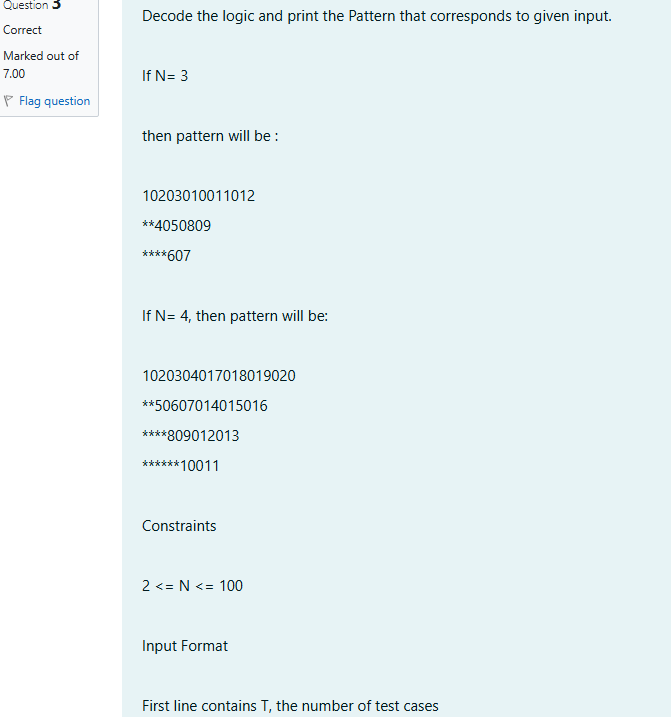 Question 3
Correct
Marked out of
7.00
Flag question
Decode the logic and print the Pattern that corresponds to given input.
If N= 3
then pattern will be :
10203010011012
**4050809
****607
If N= 4, then pattern will be:
1020304017018019020
**50607014015016
****809012013
******10011
Constraints
2 <= N <= 100
Input Format
First line contains T, the number of test cases